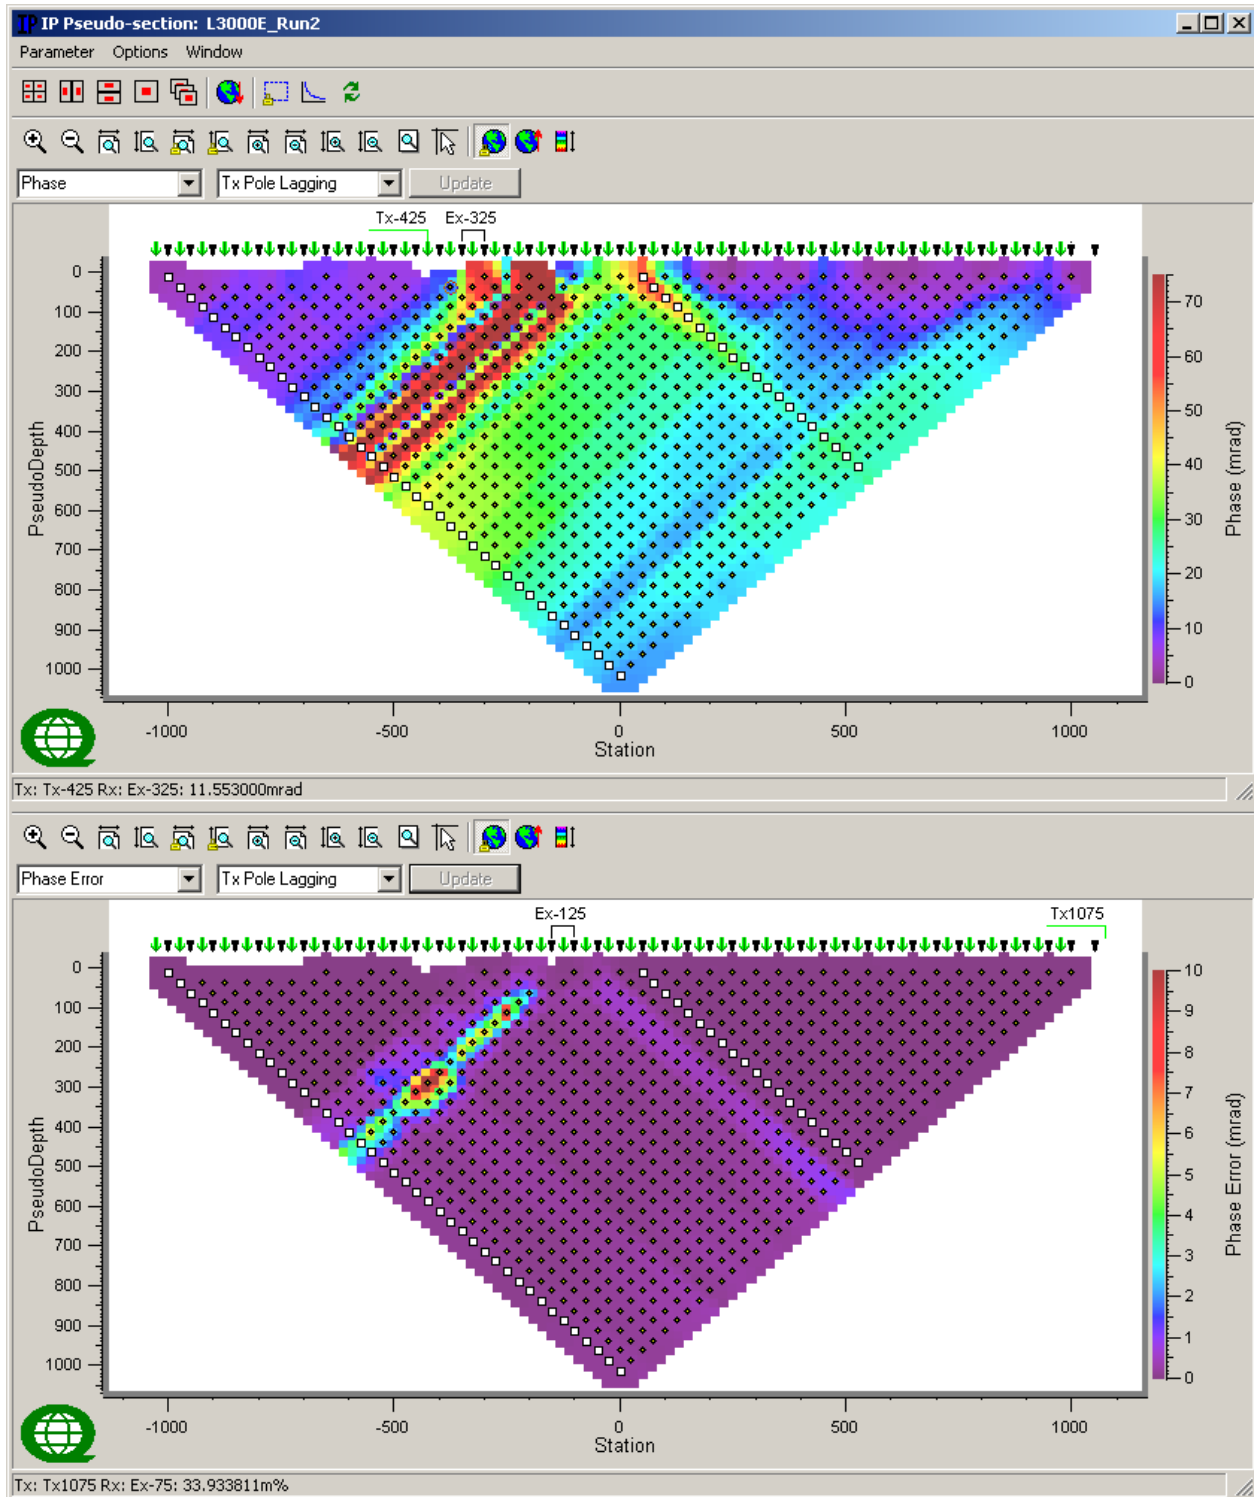 IP IP Pseudo-section: L3000E_Run2
Parameter Options Window
Phase Tx Pole Lagging Update
Tx-425 Ex-325
0
100
200
300
400
500
600
700
800
900
1000
PseudoDepth
-1000 -500 0 500 1000
Station
70
60
50
40
30
20
10
0
Phase (mrad)
Tx: Tx-425 Rx: Ex-325: 11.553000mrad
Phase Error Tx Pole Lagging Update
Ex-125 Tx1075
0
100
200
300
400
500
600
700
800
900
1000
PseudoDepth
-1000 -500 0 500 1000
Station
10
9
8
7
6
5
4
3
2
1
0
Phase Error (mrad)
Tx: Tx1075 Rx: Ex-75: 33.933811m%